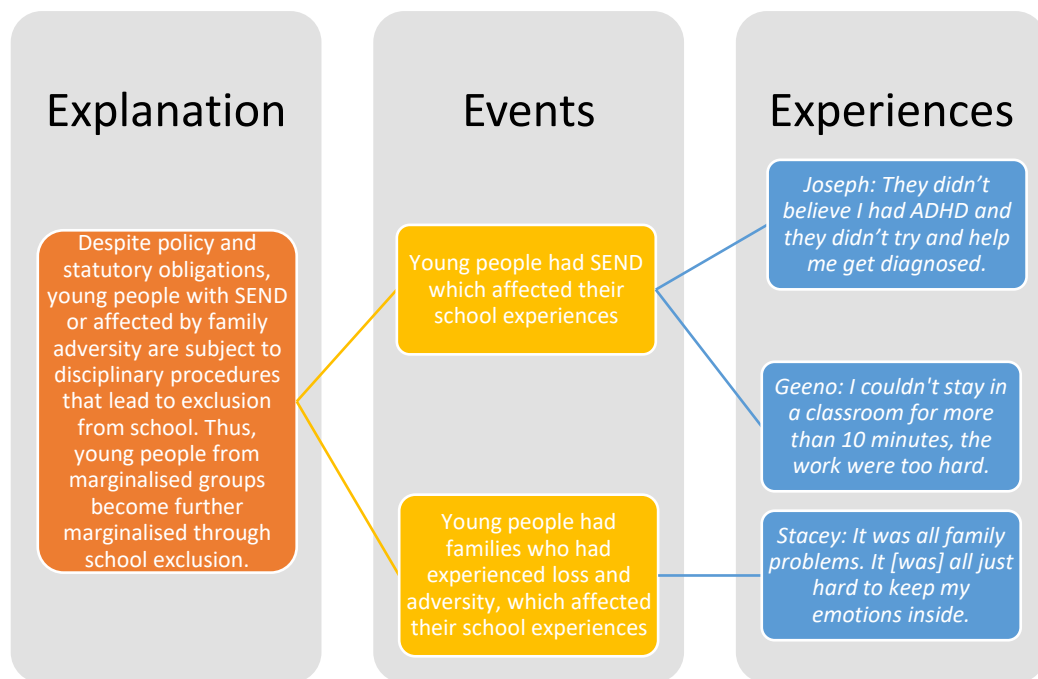 Explanation
Despite policy and
statutory obligations,
young people with SEND
or affected by family
adversity are subject to
disciplinary procedures
that lead to exclusion
from school. Thus,
young people from
marginalised groups
become further
marginalised through
school exclusion.
Events
Young people had SEND
which affected their
school experiences
Young people had
families who had
experienced loss and
adversity, which affected
their school experiences
Experiences
Joseph: They didn’t
believe I had ADHD and
they didn’t try and help
me get diagnosed.
Geeno: I couldn't stay in
a classroom for more
than 10 minutes, the
work were too hard.
Stacey: It was all family
problems. It [was] all just
hard to keep my
emotions inside.